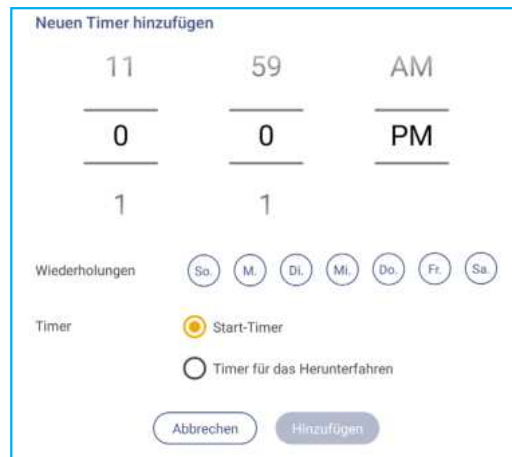 Neuen Timer hinzufügen
11 59 AM
0 0 PM
1 1
Wiederholungen So. M. Di. Mi. Do. Fr. Sa.
Timer Start-Timer
Timer für das Herunterfahren
Abbrechen Hinzufügen